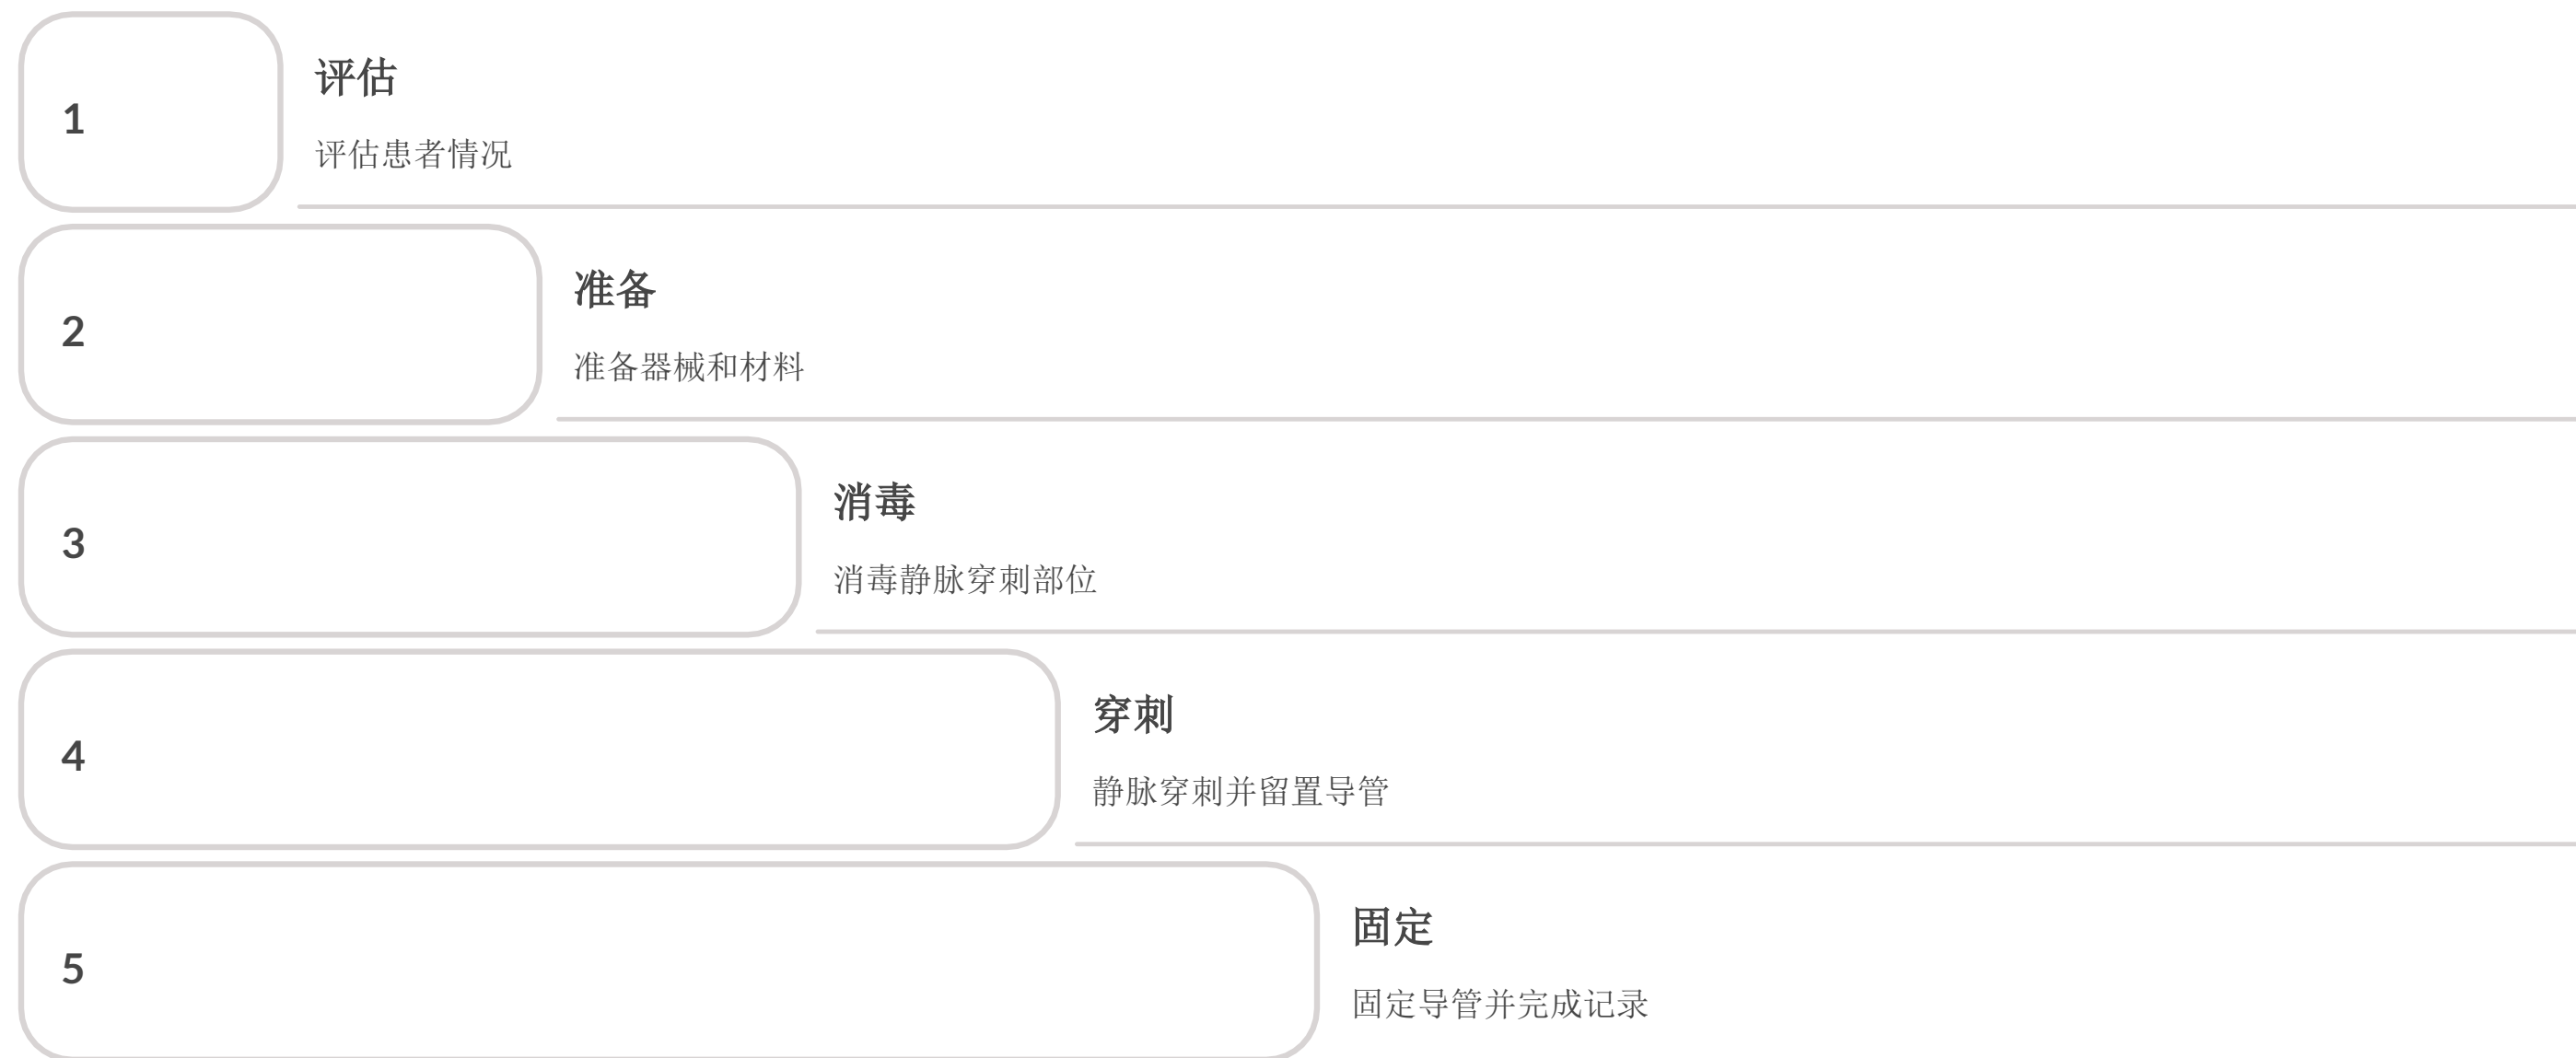 1
评估
评估患者情况
2
准备
准备器械和材料
3
消毒
消毒静脉穿刺部位
4
穿刺
静脉穿刺并留置导管
5
固定
固定导管并完成记录